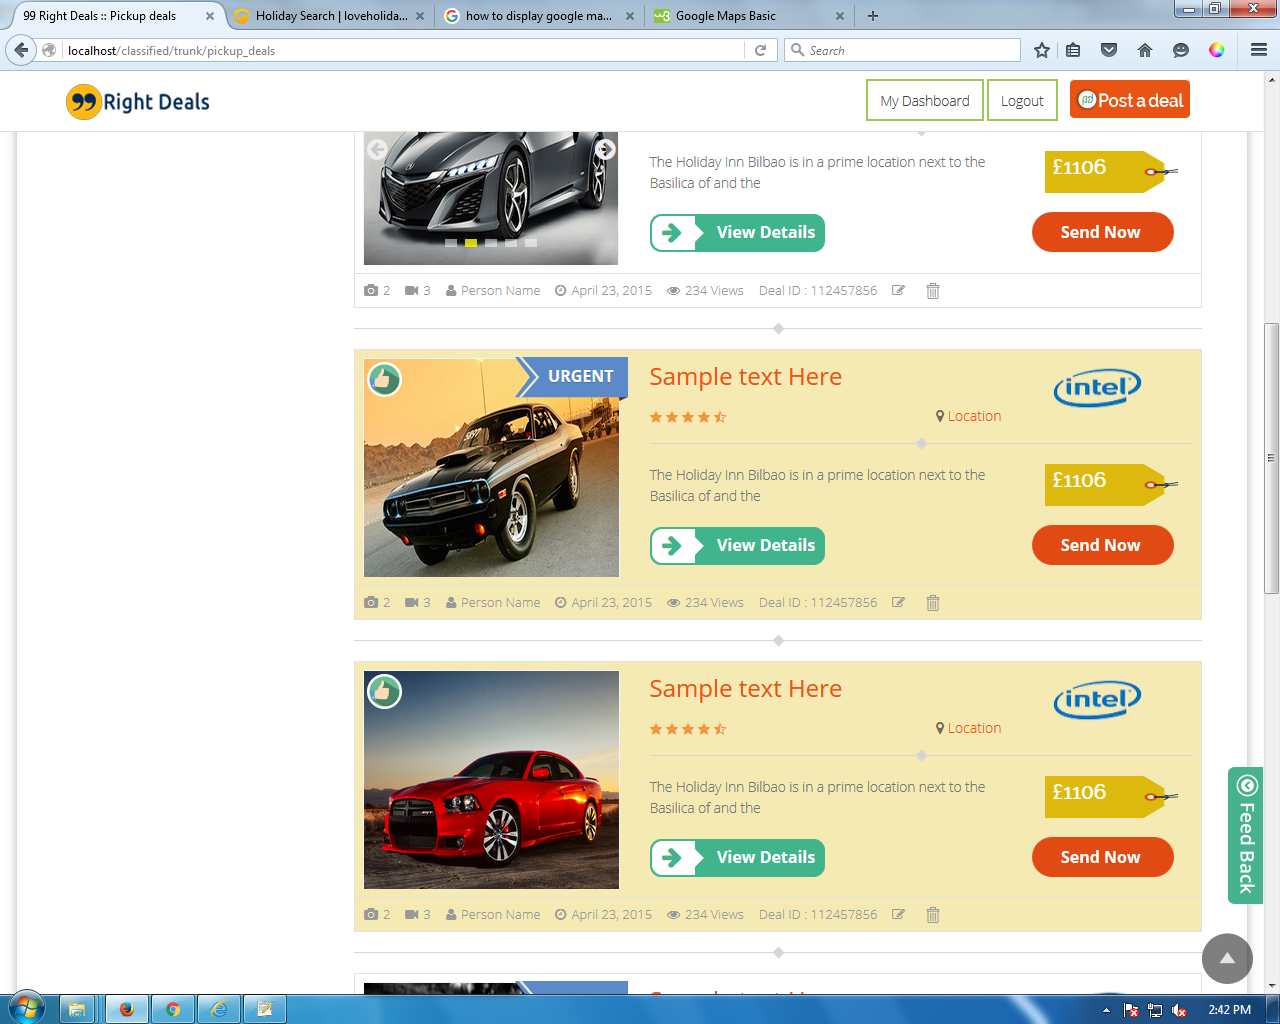 99 Right Deals :: Pickup deals
Holiday Search | loveholida...
how to display google ma...
Google Maps Basic
localhost/classified/trunk/pickup_deals
Search
99 Right Deals
My Dashboard
Logout
Post a deal
The Holiday Inn Bilbao is in a prime location next to the
Basilica of and the
£1106
View Details
Send Now
2 3 Person Name April 23, 2015 234 Views Deal ID : 112457856
URGENT
Sample text Here
intel
Location
The Holiday Inn Bilbao is in a prime location next to the
Basilica of and the
£1106
View Details
Send Now
2 3 Person Name April 23, 2015 234 Views Deal ID : 112457856
Sample text Here
intel
Location
The Holiday Inn Bilbao is in a prime location next to the
Basilica of and the
£1106
View Details
Send Now
2 3 Person Name April 23, 2015 234 Views Deal ID : 112457856
Feed Back
2:42 PM